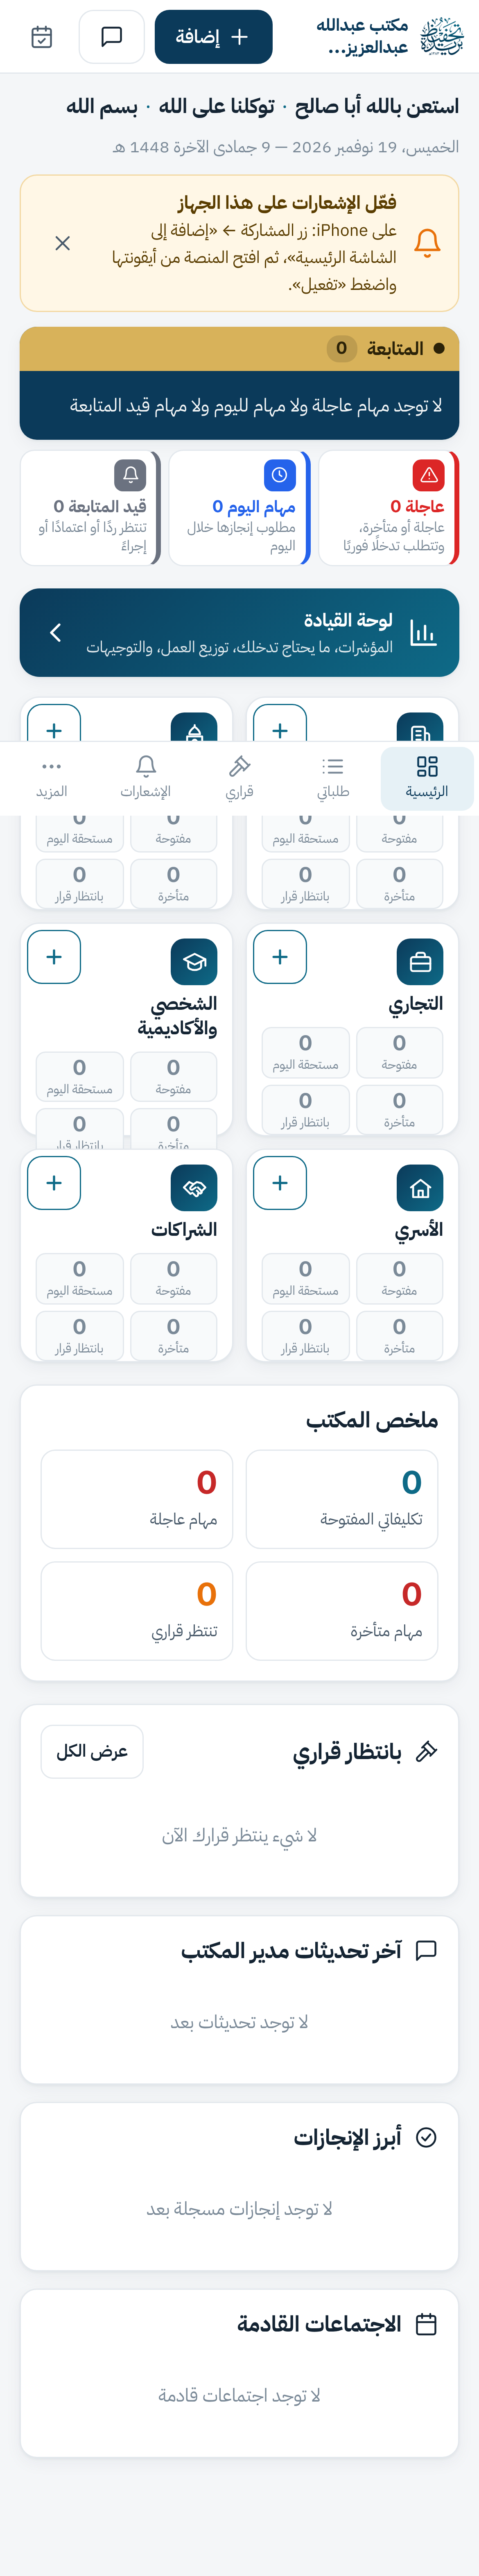 مكتب عبدالله
عبدالعزيز...
إضافة
استعن بالله أبا صالح · توكلنا على الله · بسم الله
الخميس، 19 نوفمبر 2026 — 9 جمادى الآخرة 1448 هـ
فعّل الإشعارات على هذا الجهاز
على iPhone: زر المشاركة ← «إضافة إلى
الشاشة الرئيسية»، ثم افتح المنصة من أيقونتها
واضغط «تفعيل».
المتابعة 0
لا توجد مهام عاجلة ولا مهام لليوم ولا مهام قيد المتابعة
عاجلة 0
عاجلة أو متأخرة،
وتتطلب تدخلًا فوريًا
مهام اليوم 0
مطلوب إنجازها خلال
اليوم
قيد المتابعة 0
تنتظر ردًا أو اعتمادًا أو
إجراءً
لوحة القيادة
المؤشرات، ما يحتاج تدخلك، توزيع العمل، والتوجيهات
الرئيسية
طلباتي
قراري
الإشعارات
المزيد
0 مفتوحة
0 مستحقة اليوم
0 متأخرة
0 بانتظار قرار
0 مفتوحة
0 مستحقة اليوم
0 متأخرة
0 بانتظار قرار
التجاري
0 مفتوحة
0 مستحقة اليوم
0 متأخرة
0 بانتظار قرار
الشخصي
والأكاديمية
0 مفتوحة
0 مستحقة اليوم
0 متأخرة
0 بانتظار قرار
الأسري
0 مفتوحة
0 مستحقة اليوم
0 متأخرة
0 بانتظار قرار
الشراكات
0 مفتوحة
0 مستحقة اليوم
0 متأخرة
0 بانتظار قرار
ملخص المكتب
0
تكليفاتي المفتوحة
0
مهام عاجلة
0
مهام متأخرة
0
تنتظر قراري
بانتظار قراري
عرض الكل
لا شيء ينتظر قرارك الآن
آخر تحديثات مدير المكتب
لا توجد تحديثات بعد
أبرز الإنجازات
لا توجد إنجازات مسجلة بعد
الاجتماعات القادمة
لا توجد اجتماعات قادمة